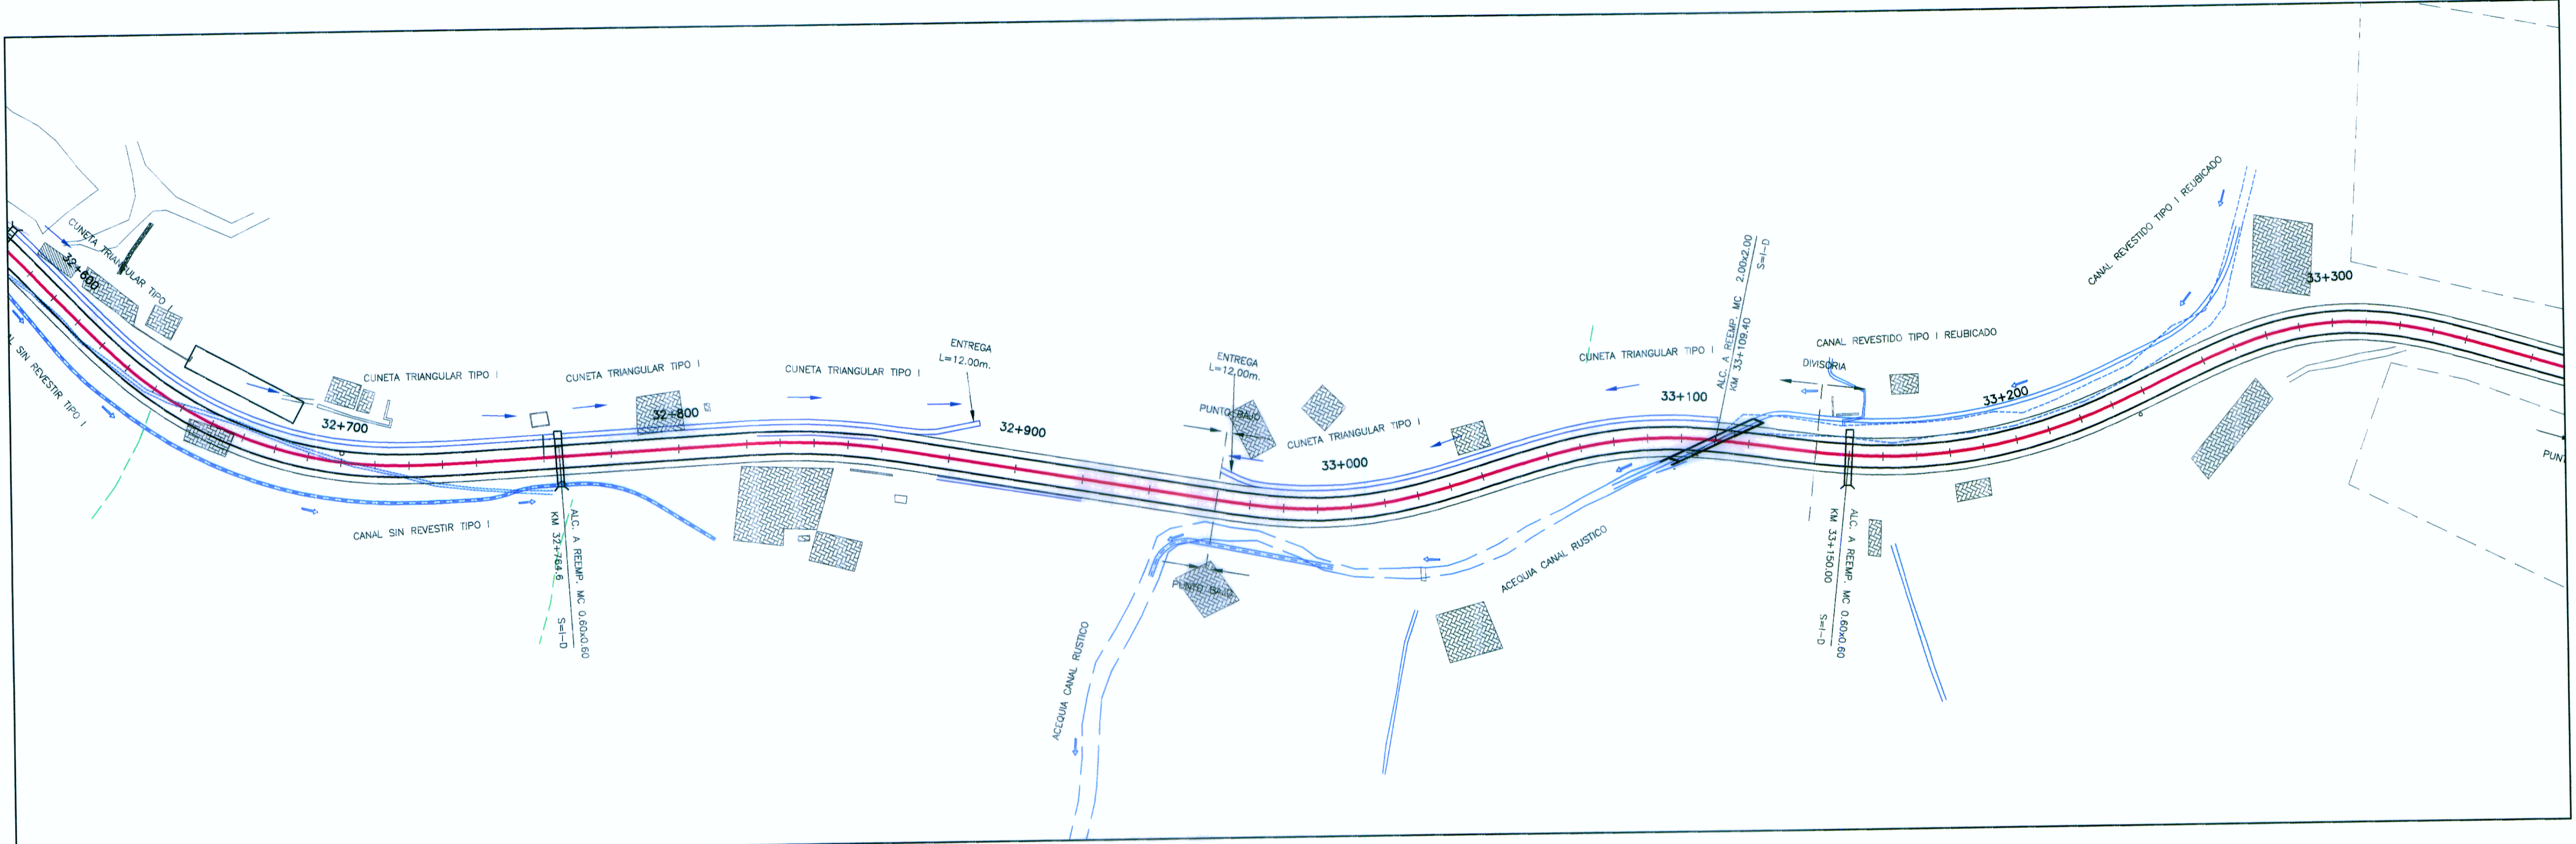 CUNETA TRIANGULAR TIPO I
32+600
SIN REVESTIR TIPO I
32+700
CUNETA TRIANGULAR TIPO I
CANAL SIN REVESTIR TIPO I
CUNETA TRIANGULAR TIPO I
32+800
ALC. A REEMP. MC 0.60x0.60
KM 32+764.6
S=I-D
CUNETA TRIANGULAR TIPO I
ENTREGA
L=12.00m.
32+900
ENTREGA
L=12.00m.
PUNTO BAJO
CUNETA TRIANGULAR TIPO I
33+000
PUNTO BAJO
ACEQUIA CANAL RUSTICO
ACEQUIA CANAL RUSTICO
CUNETA TRIANGULAR TIPO I
33+100
ALC. A REEMP. MC 2.00x2.00
KM 33+109.40
S=I-D
CANAL REVESTIDO TIPO I REUBICADO
DIVISORIA
ALC. A REEMP. MC 0.60x0.60
KM 33+150.00
S=I-D
33+200
CANAL REVESTIDO TIPO I REUBICADO
33+300